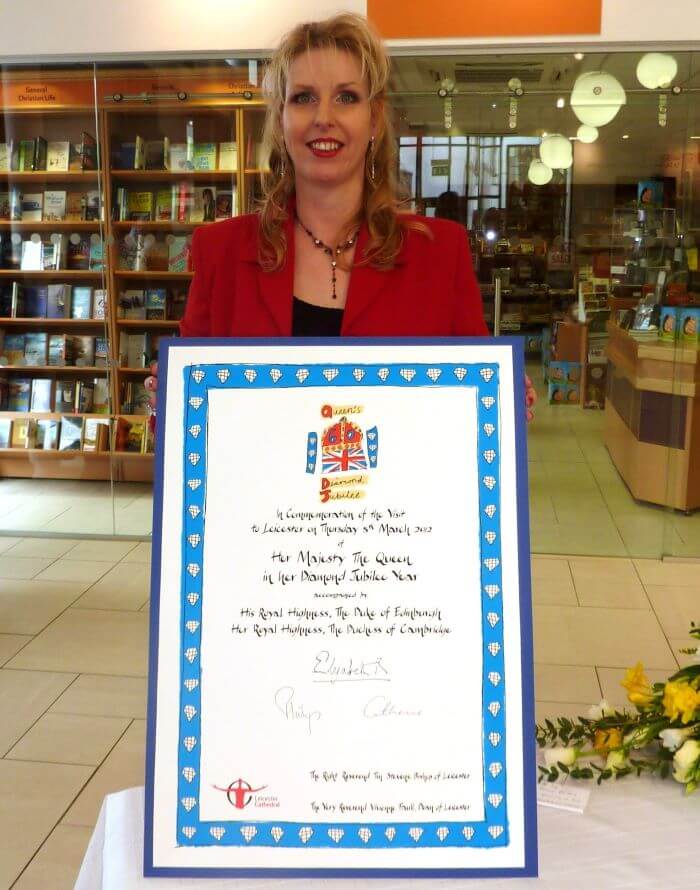 General
Christian Life
Queen's
Diamond
Jubilee
In Commemoration of the Visit
to Leicester on Thursday 8th March 2012
of
Her Majesty The Queen
in her Diamond Jubilee Year
accompanied by
His Royal Highness, The Duke of Edinburgh
Her Royal Highness, The Duchess of Cambridge
Elizabeth R
Philip Catherine
The Right Reverend Tim Stevens Bishop of Leicester
Leicester
Cathedral
The Very Reverend Vivienne Faull, Dean of Leicester